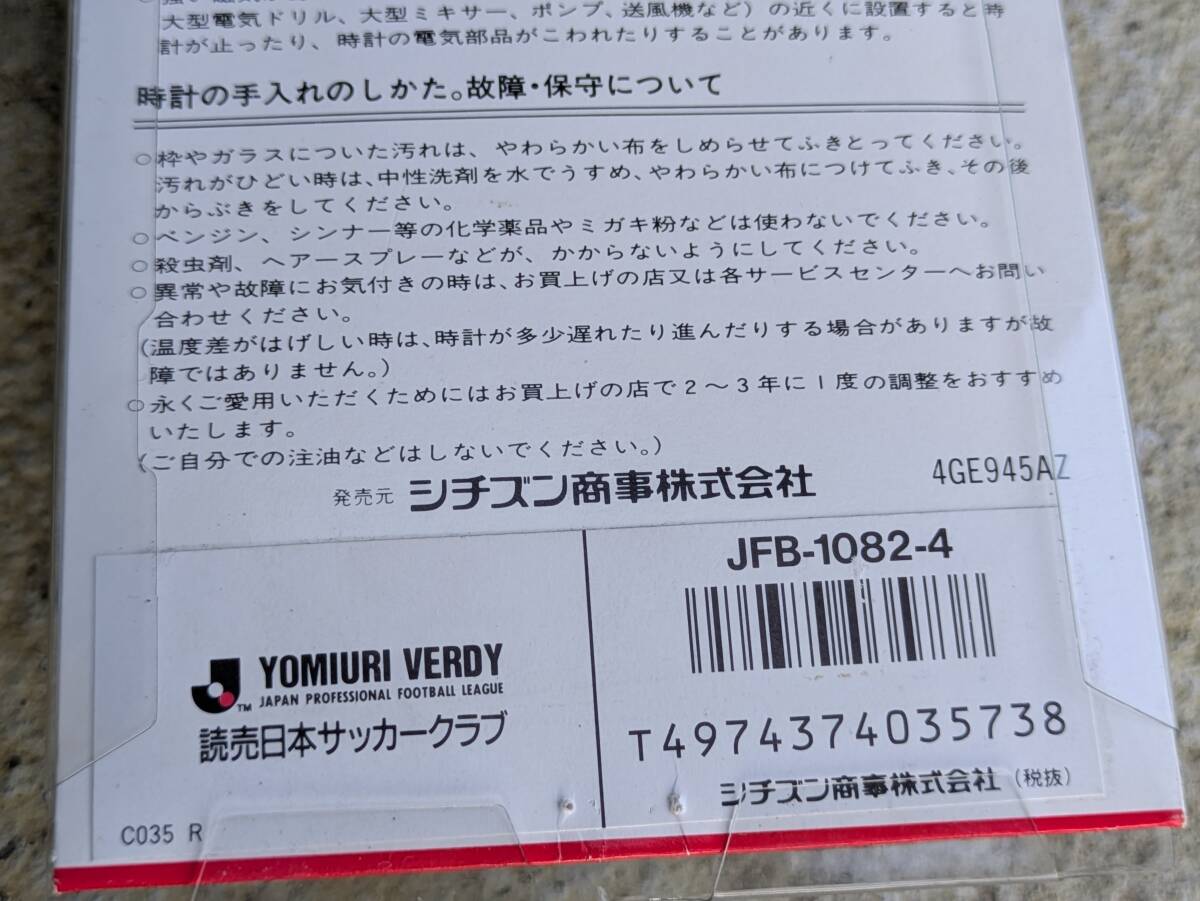 大型電気ドリル、大型ミキサー、ポンプ、送風機など）の近くに設置すると時
計が止ったり、時計の電気部品がこわれたりすることがあります。
時計の手入れのしかた。故障・保守について
○枠やガラスについた汚れは、やわらかい布をしめらせてふきとってください。
汚れがひどい時は、中性洗剤を水でうすめ、やわらかい布につけてふき、その後
からぶきをしてください。
○ベンジン、シンナー等の化学薬品やミガキ粉などは使わないでください。
○殺虫剤、ヘアースプレーなどが、かからないようにしてください。
○異常や故障にお気付きの時は、お買上げの店又は各サービスセンターへお問い
合わせください。
(温度差がはげしい時は、時計が多少遅れたり進んだりする場合がありますが故
障ではありません。)
○永くご愛用いただくためにはお買上げの店で2～3年に1度の調整をおすすめ
いたします。
(ご自分での注油などはしないでください。)
発売元 シチズン商事株式会社 4GE945AZ
JFB-1082-4
YOMIURI VERDY
JAPAN PROFESSIONAL FOOTBALL LEAGUE
TM
読売日本サッカークラブ
T4974374035738
シチズン商事株式会社 (税抜)
C035 R